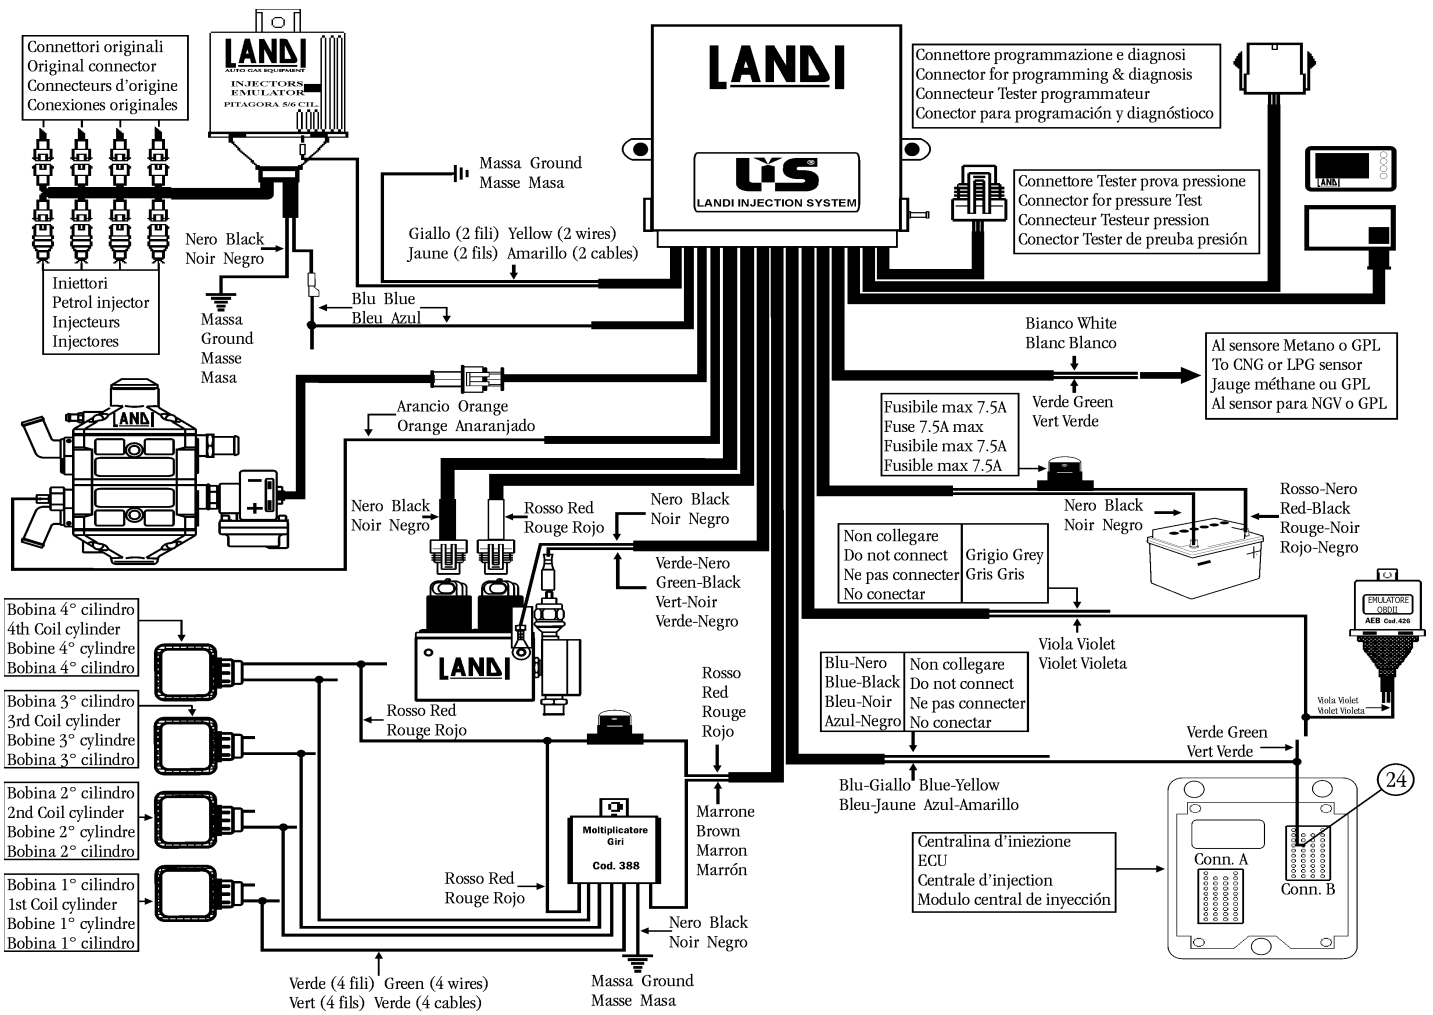 Connettori originali
Original connector
Connecteurs d'origine
Conexiones originales
LANDI
AUTO GAS EQUIPMENT
INJECTORS
EMULATOR
PITAGORA 5/6 CIL.
Nero Black
Noir Negro
Iniettori
Petrol injector
Injecteurs
Injectores
Massa
Ground
Masse
Masa
Massa Ground
Masse Masa
Giallo (2 fili) Yellow (2 wires)
Jaune (2 fils) Amarillo (2 cables)
Blu Blue
Bleu Azul
LANDI
LIS
LANDI INJECTION SYSTEM
Connettore programmazione e diagnosi
Connector for programming & diagnosis
Connecteur Tester programmateur
Conector para programación y diagnóstioco
Connettore Tester prova pressione
Connector for pressure Test
Connecteur Testeur pression
Conector Tester de preuba presión
LANDI
Bianco White
Blanc Blanco
Verde Green
Vert Verde
Al sensore Metano o GPL
To CNG or LPG sensor
Jauge méthane ou GPL
Al sensor para NGV o GPL
LANDI
+
Arancio Orange
Orange Anaranjado
Fusibile max 7.5A
Fuse 7.5A max
Fusibile max 7.5A
Fusible max 7.5A
Nero Black
Noir Negro
Rosso-Nero
Red-Black
Rouge-Noir
Rojo-Negro
Nero Black
Noir Negro
Rosso Red
Rouge Rojo
Nero Black
Noir Negro
Verde-Nero
Green-Black
Vert-Noir
Verde-Negro
LANDI
Non collegare
Do not connect
Ne pas connecter
No conectar
Grigio Grey
Gris Gris
Viola Violet
Violet Violeta
EMULATORE
OBDII
AEB Cod.426
Viola Violet
Violet Violeta
Blu-Nero
Blue-Black
Bleu-Noir
Azul-Negro
Non collegare
Do not connect
Ne pas connecter
No conectar
Blu-Giallo Blue-Yellow
Bleu-Jaune Azul-Amarillo
Verde Green
Vert Verde
24
Centralina d'iniezione
ECU
Centrale d'injection
Modulo central de inyección
Conn. A
Conn. B
Bobina 4° cilindro
4th Coil cylinder
Bobine 4° cylindre
Bobina 4° cilindro
Bobina 3° cilindro
3rd Coil cylinder
Bobine 3° cylindre
Bobina 3° cilindro
Bobina 2° cilindro
2nd Coil cylinder
Bobine 2° cylindre
Bobina 2° cilindro
Bobina 1° cilindro
1st Coil cylinder
Bobine 1° cylindre
Bobina 1° cilindro
Rosso Red
Rouge Rojo
Rosso
Red
Rouge
Rojo
Marrone
Brown
Marron
Marrón
Moltiplicatore
Giri
Cod. 388
Rosso Red
Rouge Rojo
Nero Black
Noir Negro
Verde (4 fili) Green (4 wires)
Vert (4 fils) Verde (4 cables)
Massa Ground
Masse Masa